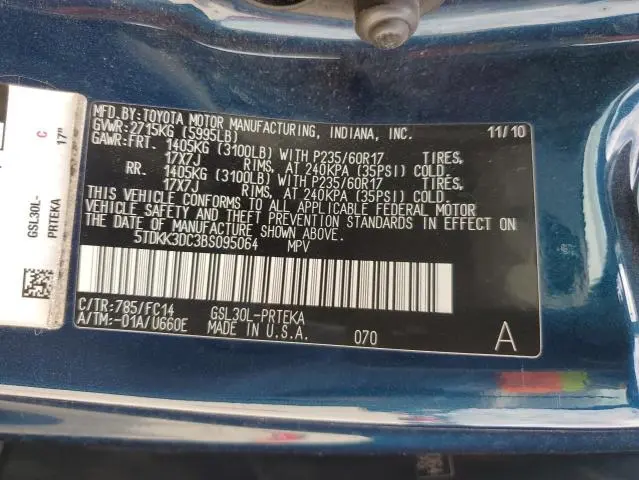 MFD.BY:TOYOTA MOTOR MANUFACTURING, INDIANA, INC. 11/10
GVWR:2715KG (5995LB)
GAWR:FRT. 1405KG (3100LB) WITH P235/60R17 TIRES,
17X7J RIMS, AT 240KPA (35PSI) COLD.
RR. 1405KG (3100LB) WITH P235/60R17 TIRES,
17X7J RIMS, AT 240KPA (35PSI) COLD.
THIS VEHICLE CONFORMS TO ALL APPLICABLE FEDERAL MOTOR
VEHICLE SAFETY AND THEFT PREVENTION STANDARDS IN EFFECT ON
THE DATE OF MANUFACTURE SHOWN ABOVE.
5TDKK3DC3BS095064 MPV
C/TR:785/FC14 GSL30L-PRTEKA
A/TM:-01A/U660E MADE IN U.S.A. 070 A
GSL30L-
PRTEKA
C
17"